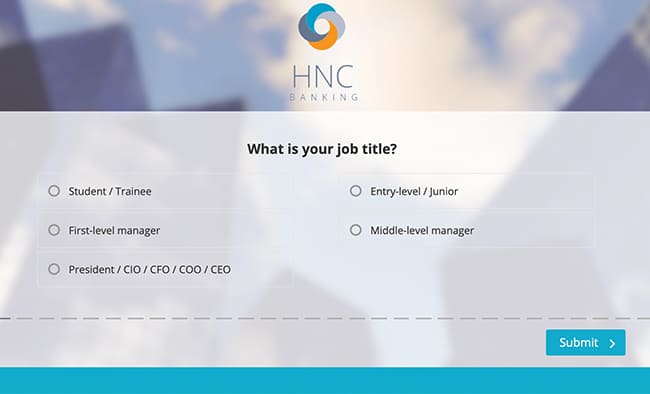 HNC
BANKING
What is your job title?
Student / Trainee
Entry-level / Junior
First-level manager
Middle-level manager
President / CIO / CFO / COO / CEO
Submit